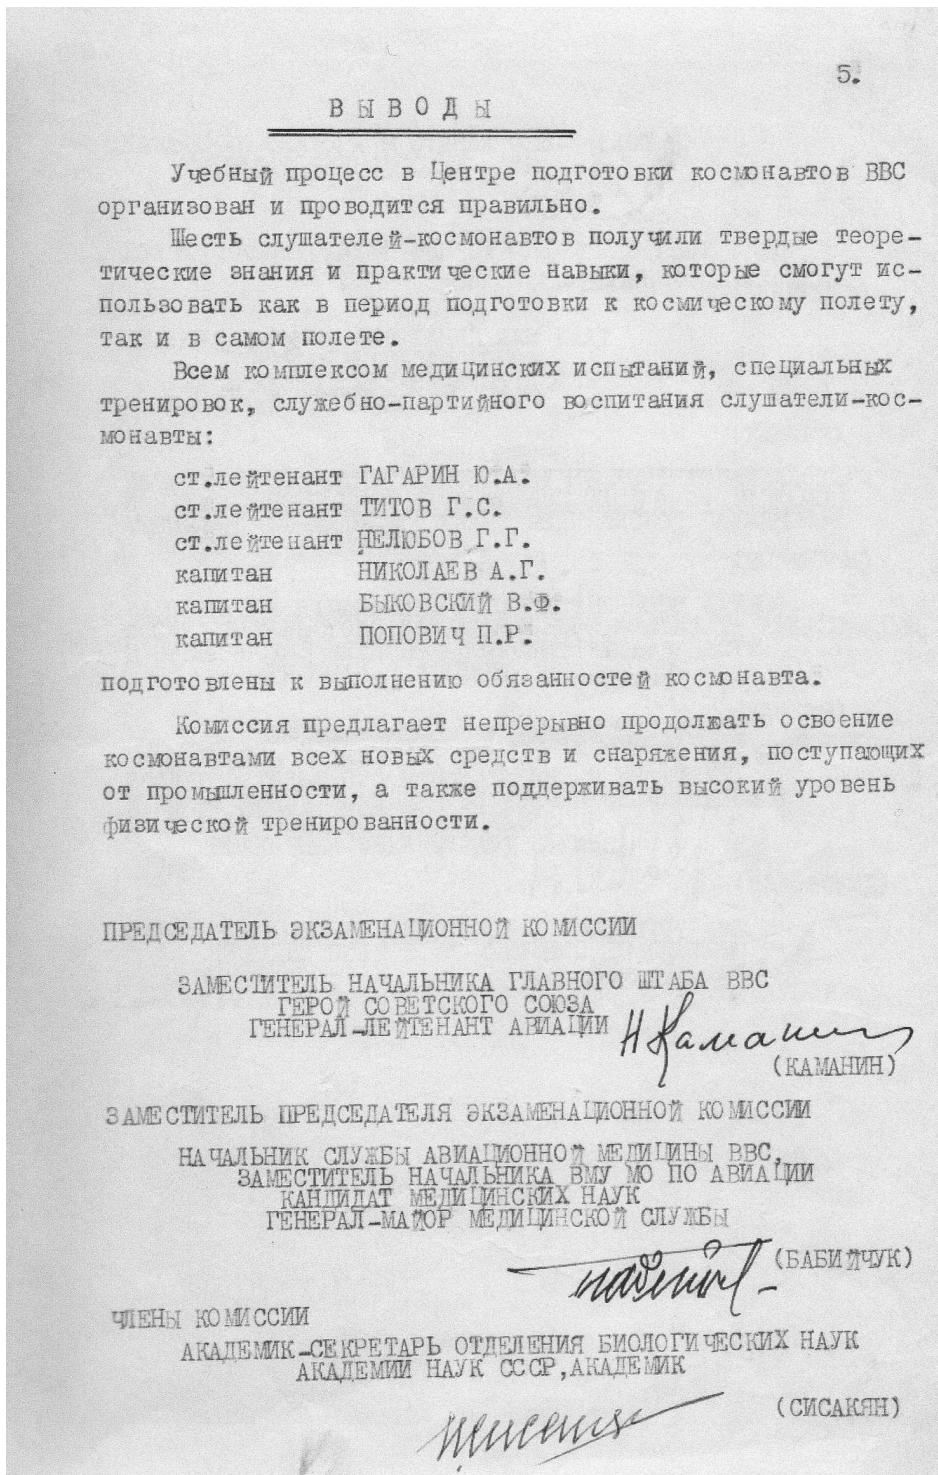 5.
ВЫВОДЫ
Учебный процесс в Центре подготовки космонавтов ВВС
организован и проводится правильно.
Шесть слушателей-космонавтов получили твердые теоре-
тические знания и практические навыки, которые смогут ис-
пользовать как в период подготовки к космическому полету,
так и в самом полете.
Всем комплексом медицинских испытаний, специальных
тренировок, служебно-партийного воспитания слушатели-кос-
монавты:
ст.лейтенант ГАГАРИН Ю.А.
ст.лейтенант ТИТОВ Г.С.
ст.лейтенант НЕЛЮБОВ Г.Г.
капитан НИКОЛАЕВ А.Г.
капитан БЫКОВСКИЙ В.Ф.
капитан ПОПОВИЧ П.Р.
подготовлены к выполнению обязанностей космонавта.
Комиссия предлагает непрерывно продолжать освоение
космонавтами всех новых средств и снаряжения, поступающих
от промышленности, а также поддерживать высокий уровень
физической тренированности.
ПРЕДСЕДАТЕЛЬ ЭКЗАМЕНАЦИОННОЙ КОМИССИИ
ЗАМЕСТИТЕЛЬ НАЧАЛЬНИКА ГЛАВНОГО ШТАБА ВВС
ГЕРОЙ СОВЕТСКОГО СОЮЗА
ГЕНЕРАЛ-ЛЕЙТЕНАНТ АВИАЦИИ Н Каманин
(КАМАНИН)
ЗАМЕСТИТЕЛЬ ПРЕДСЕДАТЕЛЯ ЭКЗАМЕНАЦИОННОЙ КОМИССИИ
НАЧАЛЬНИК СЛУЖБЫ АВИАЦИОННОЙ МЕДИЦИНЫ ВВС,
ЗАМЕСТИТЕЛЬ НАЧАЛЬНИКА ВМУ МО ПО АВИАЦИИ
КАНДИДАТ МЕДИЦИНСКИХ НАУК
ГЕНЕРАЛ-МАЙОР МЕДИЦИНСКОЙ СЛУЖБЫ
(БАБИЙЧУК)
ЧЛЕНЫ КОМИССИИ
АКАДЕМИК-СЕКРЕТАРЬ ОТДЕЛЕНИЯ БИОЛОГИЧЕСКИХ НАУК
АКАДЕМИИ НАУК СССР, АКАДЕМИК
(СИСАКЯН)